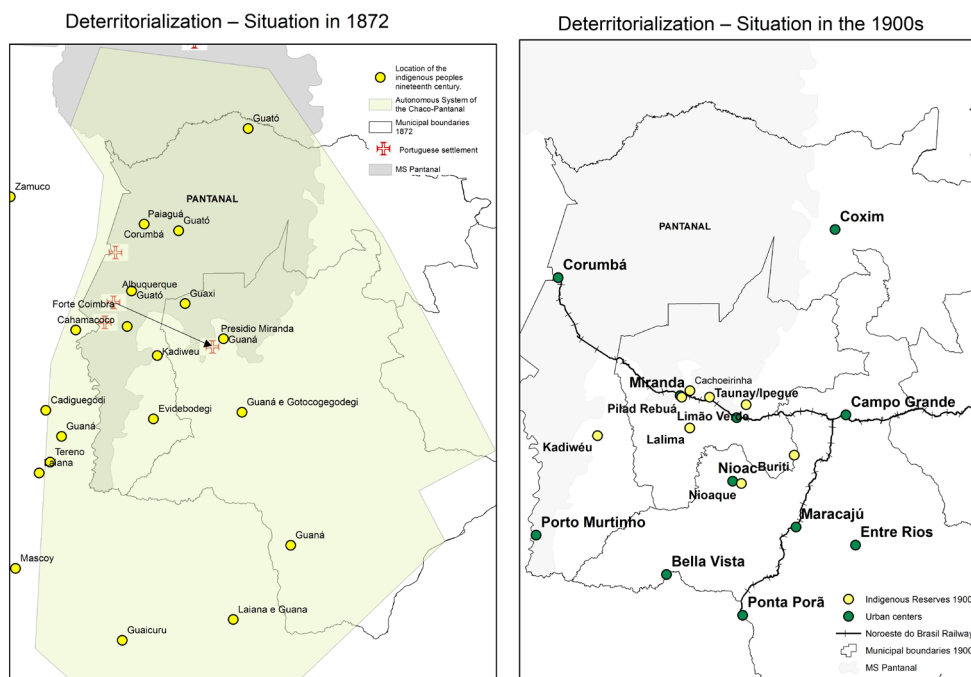 Deterritorialization – Situation in 1872
Location of the
indigenous peoples
nineteenth century.
Autonomous System of
the Chaco-Pantanal
Municipal boundaries
1872
Portuguese settlement
MS Pantanal
Guató
Zamuco
PANTANAL
Paiaguá
Guató
Corumbá
Albuquerque
Guató
Forte Coimbra
Guaxi
Cahamacoco
Presidio Miranda
Guaná
Kadiweu
Cadiguegodi
Evidebodegi
Guaná e Gotocogegodegi
Guaná
Tereno
Laiana
Guaná
Mascoy
Laiana e Guana
Guaicuru
Deterritorialization – Situation in the 1900s
Coxim
PANTANAL
Corumbá
Miranda
Cachoeirinha
Taunay/Ipegue
Pilad Rebuá
Limão Verde
Campo Grande
Lalima
Kadiwéu
Nioac
Buriti
Nioaque
Porto Murtinho
Maracajú
Entre Rios
Bella Vista
Ponta Porã
Indigenous Reserves 1900
Urban centers
Noroeste do Brasil Railway
Municipal boundaries 1900
MS Pantanal